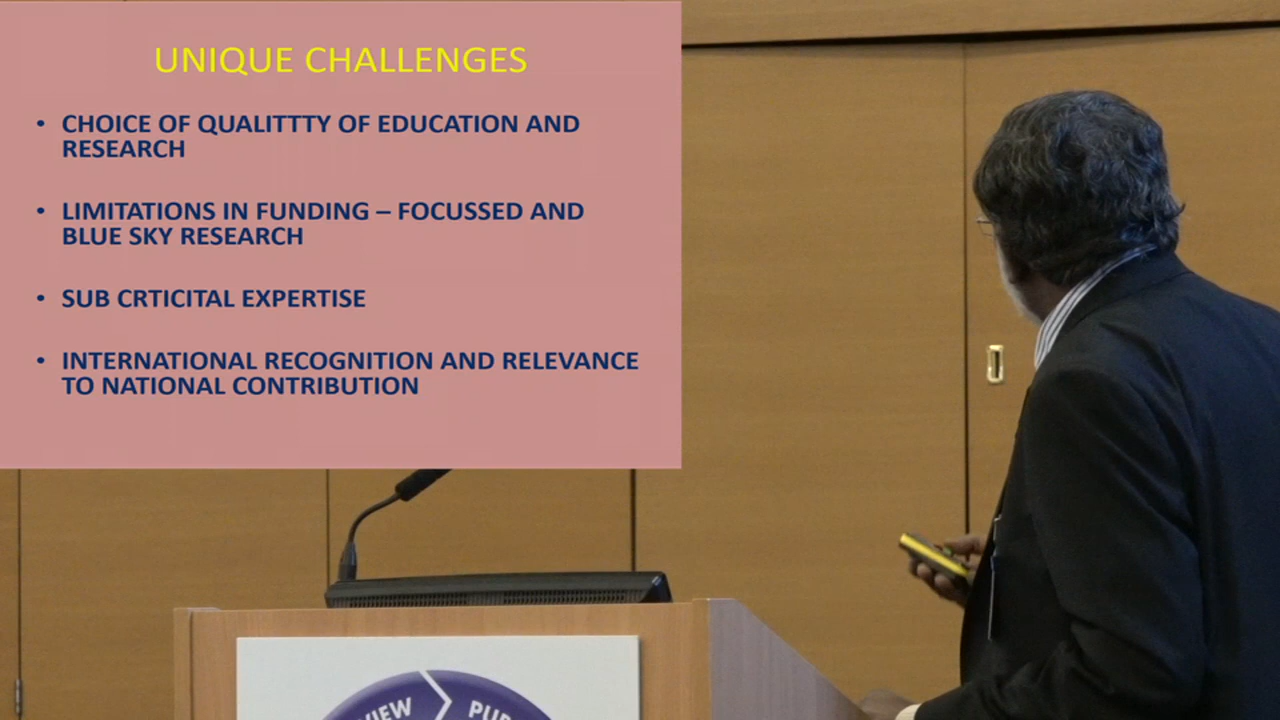 UNIQUE CHALLENGES
• CHOICE OF QUALITTTY OF EDUCATION AND
RESEARCH
• LIMITATIONS IN FUNDING – FOCUSSED AND
BLUE SKY RESEARCH
• SUB CRTICITAL EXPERTISE
• INTERNATIONAL RECOGNITION AND RELEVANCE
TO NATIONAL CONTRIBUTION